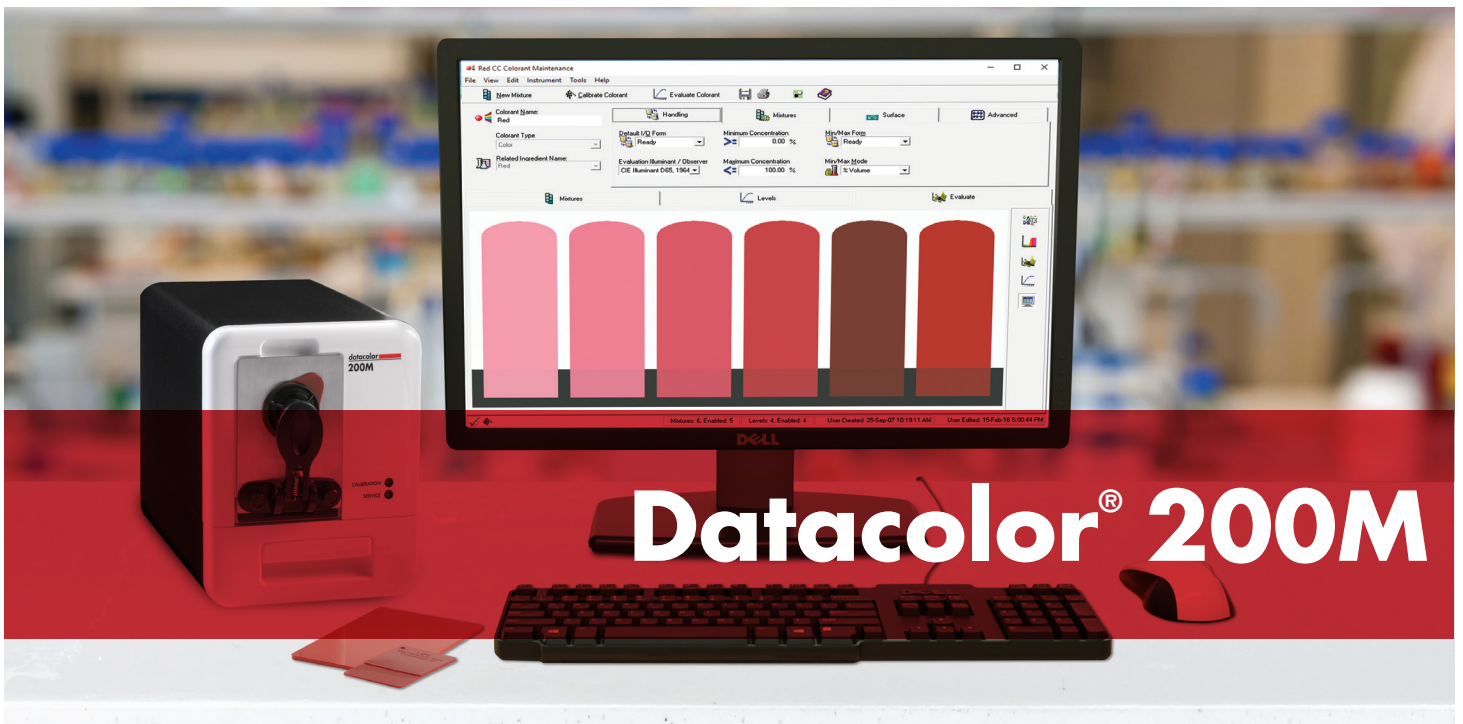 Red CC Colorant Maintenance
File View Edit Instrument Tools Help
New Mixture Calibrate Colorant Evaluate Colorant
Colorant Name:
Red
Handling Mixtures Surface Advanced
Colorant Type
Color
Default I/O Form
Ready
Minimum Concentration
>= 0.00 %
Min/Max Form
Ready
Related Ingredient Name:
Red
Evaluation Illuminant / Observer
CIE Illuminant D65, 1964
Maximum Concentration
<= 100.00 %
Min/Max Mode
% Volume
Mixtures Levels Evaluate
Mixtures: 6, Enabled: 5 Levels: 4, Enabled: 4 User Created: 25-Sep-07 10:19:11 AM User Edited: 15-Feb-16 5:00:44 PM
DELL
datacolor
200M
CALIBRATION
SERVICE
Datacolor® 200M